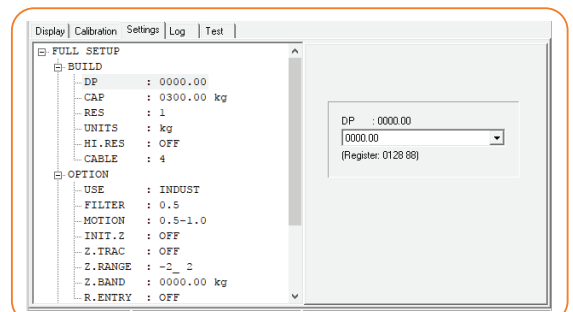 Display Calibration Settings Log Test
FULL SETUP
BUILD
DP : 0000.00
CAP : 0300.00 kg
RES : 1
UNITS : kg
HI.RES : OFF
CABLE : 4
OPTION
USE : INDUST
FILTER : 0.5
MOTION : 0.5-1.0
INIT.Z : OFF
Z.TRAC : OFF
Z.RANGE : -2_ 2
Z.BAND : 0000.00 kg
R.ENTRY : OFF
DP : 0000.00
0000.00
(Register: 0128 88)